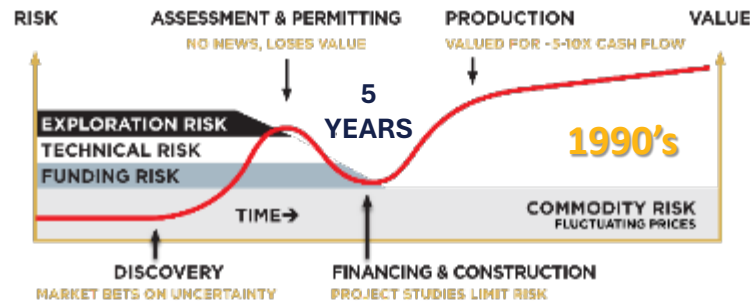 RISK
ASSESSMENT & PERMITTING
PRODUCTION
VALUE
NO NEWS, LOSES VALUE
VALUED FOR ~5-10X CASH FLOW
5
YEARS
EXPLORATION RISK
TECHNICAL RISK
FUNDING RISK
1990's
TIME→
COMMODITY RISK
FLUCTUATING PRICES
DISCOVERY
FINANCING & CONSTRUCTION
MARKET BETS ON UNCERTAINTY
PROJECT STUDIES LIMIT RISK